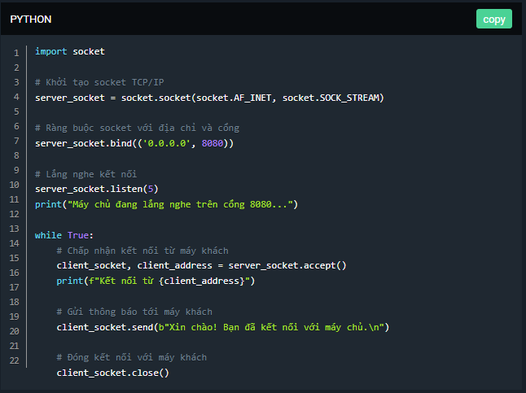 PYTHON
copy
1 import socket
2
3 # Khởi tạo socket TCP/IP
4 server_socket = socket.socket(socket.AF_INET, socket.SOCK_STREAM)
5
6 # Ràng buộc socket với địa chỉ và cổng
7 server_socket.bind(('0.0.0.0', 8080))
8
9 # Lắng nghe kết nối
10 server_socket.listen(5)
11 print("Máy chủ đang lắng nghe trên cổng 8080...")
12
13 while True:
14     # Chấp nhận kết nối từ máy khách
15     client_socket, client_address = server_socket.accept()
16     print(f"Kết nối từ {client_address}")
17
18     # Gửi thông báo tới máy khách
19     client_socket.send(b"Xin chào! Bạn đã kết nối với máy chủ.\n")
20
21     # Đóng kết nối với máy khách
22     client_socket.close()